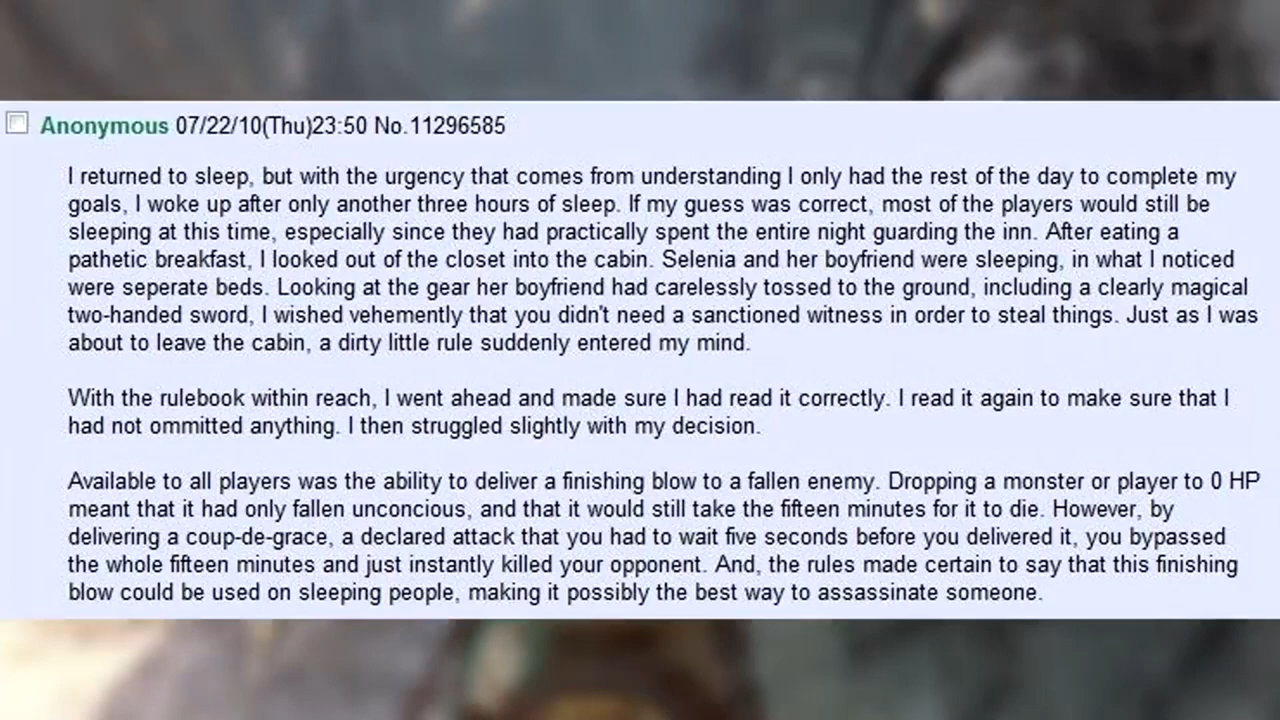 Anonymous 07/22/10(Thu)23:50 No.11296585
I returned to sleep, but with the urgency that comes from understanding I only had the rest of the day to complete my
goals, I woke up after only another three hours of sleep. If my guess was correct, most of the players would still be
sleeping at this time, especially since they had practically spent the entire night guarding the inn. After eating a
pathetic breakfast, I looked out of the closet into the cabin. Selenia and her boyfriend were sleeping, in what I noticed
were seperate beds. Looking at the gear her boyfriend had carelessly tossed to the ground, including a clearly magical
two-handed sword, I wished vehemently that you didn't need a sanctioned witness in order to steal things. Just as I was
about to leave the cabin, a dirty little rule suddenly entered my mind.
With the rulebook within reach, I went ahead and made sure I had read it correctly. I read it again to make sure that I
had not ommitted anything. I then struggled slightly with my decision.
Available to all players was the ability to deliver a finishing blow to a fallen enemy. Dropping a monster or player to 0 HP
meant that it had only fallen unconcious, and that it would still take the fifteen minutes for it to die. However, by
delivering a coup-de-grace, a declared attack that you had to wait five seconds before you delivered it, you bypassed
the whole fifteen minutes and just instantly killed your opponent. And, the rules made certain to say that this finishing
blow could be used on sleeping people, making it possibly the best way to assassinate someone.